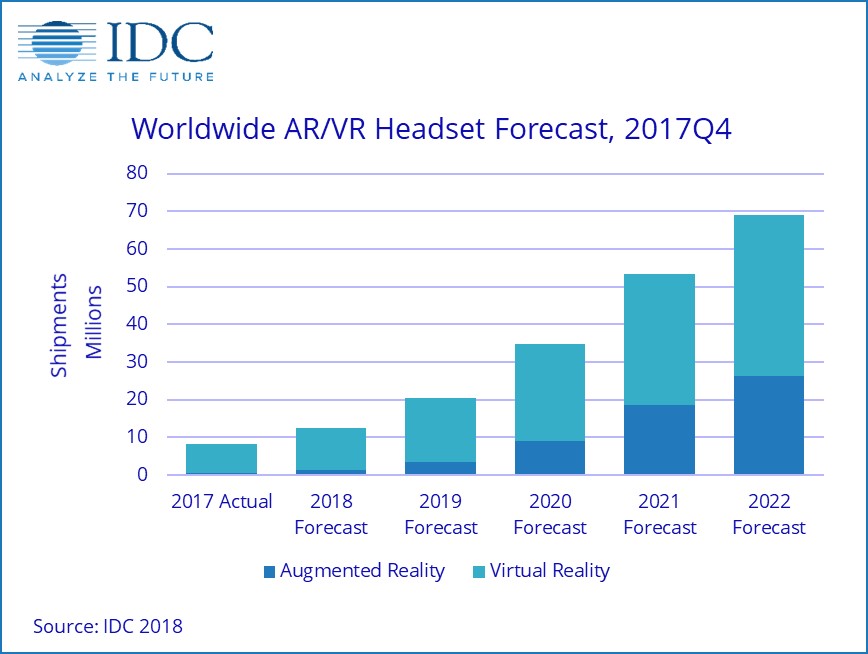 IDC
ANALYZE THE FUTURE
Worldwide AR/VR Headset Forecast, 2017Q4
80
70
60
50
40
30
20
10
0
Shipments
Millions
2017 Actual
2018
Forecast
2019
Forecast
2020
Forecast
2021
Forecast
2022
Forecast
Augmented Reality
Virtual Reality
Source: IDC 2018